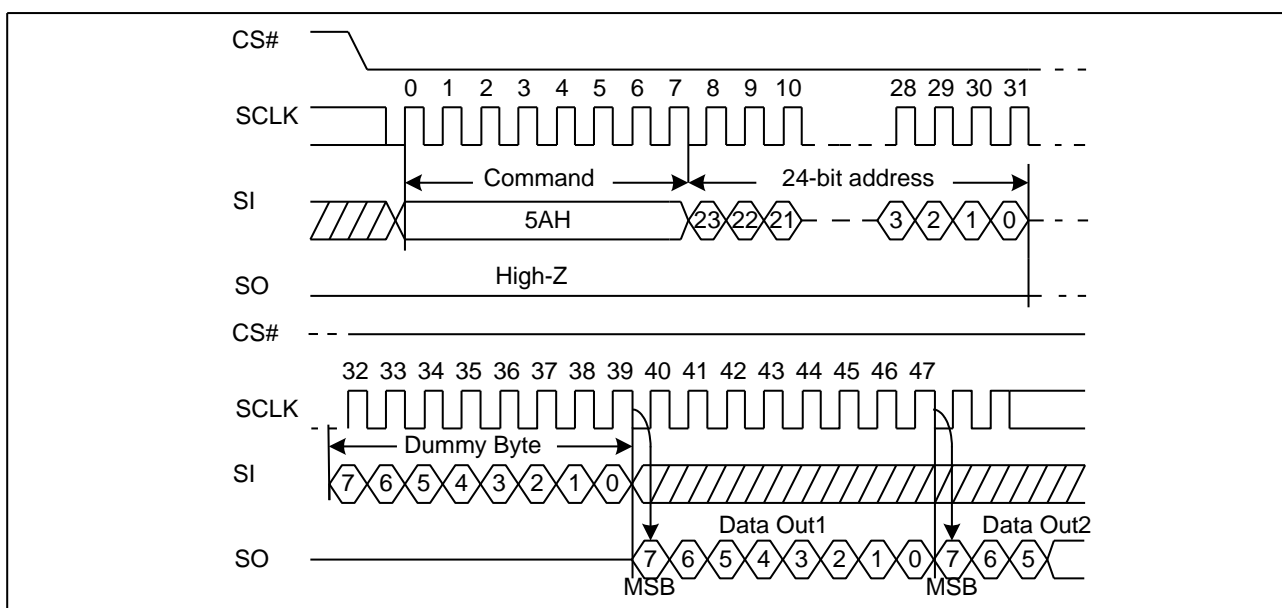 CS#
0 1 2 3 4 5 6 7 8 9 10 28 29 30 31
SCLK
Command 24-bit address
SI
5AH 23 22 21 3 2 1 0
High-Z
SO
CS#
32 33 34 35 36 37 38 39 40 41 42 43 44 45 46 47
SCLK
Dummy Byte
SI
7 6 5 4 3 2 1 0
Data Out1 Data Out2
SO
7 6 5 4 3 2 1 0 7 6 5
MSB MSB